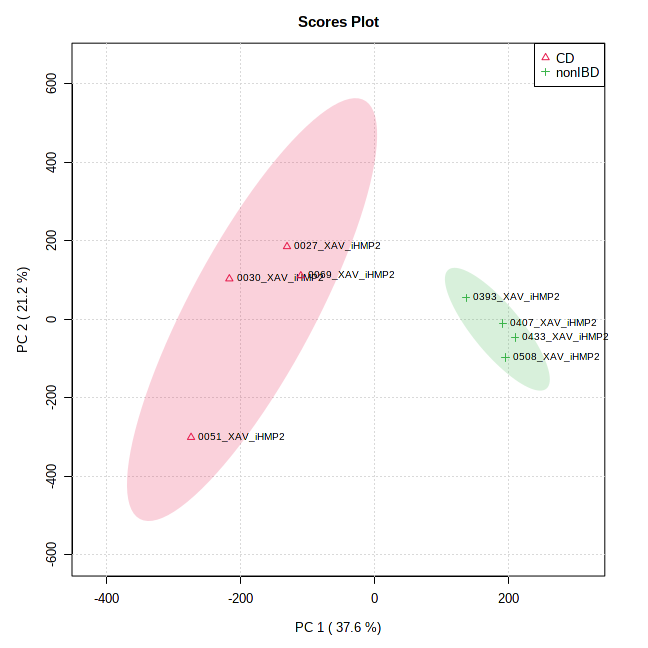 Scores Plot
CD
nonIBD
600
400
200
0
-200
-400
-600
PC 2 ( 21.2 %)
0027_XAV_iHMP2
0069_XAV_iHMP2
0030_XAV_iHMP2
0393_XAV_iHMP2
0407_XAV_iHMP2
0433_XAV_iHMP2
0508_XAV_iHMP2
0051_XAV_iHMP2
-400 -200 0 200
PC 1 ( 37.6 %)